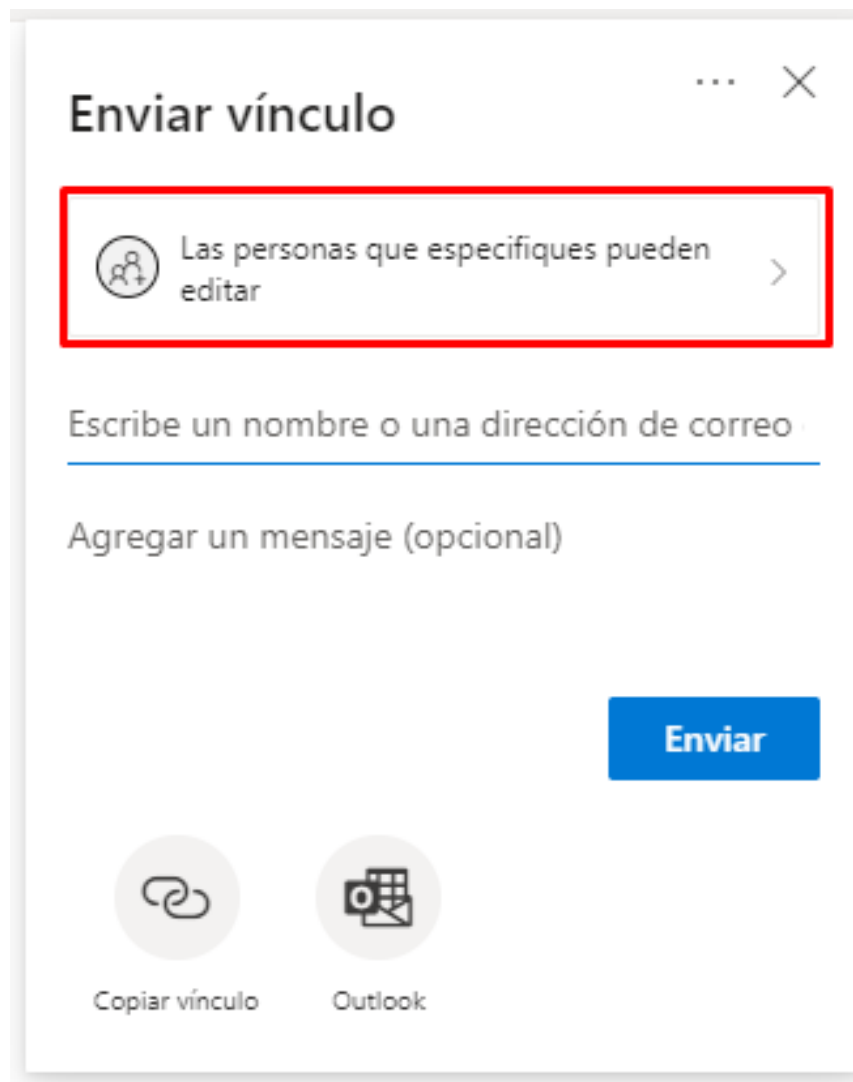 Enviar vínculo
Las personas que especifiques pueden
editar
Escribe un nombre o una dirección de correo
Agregar un mensaje (opcional)
Enviar
Copiar vínculo
Outlook